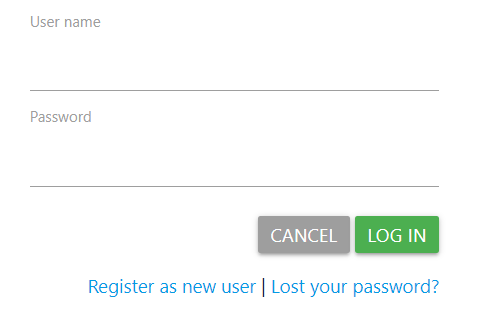 User name
Password
CANCEL LOG IN
Register as new user | Lost your password?